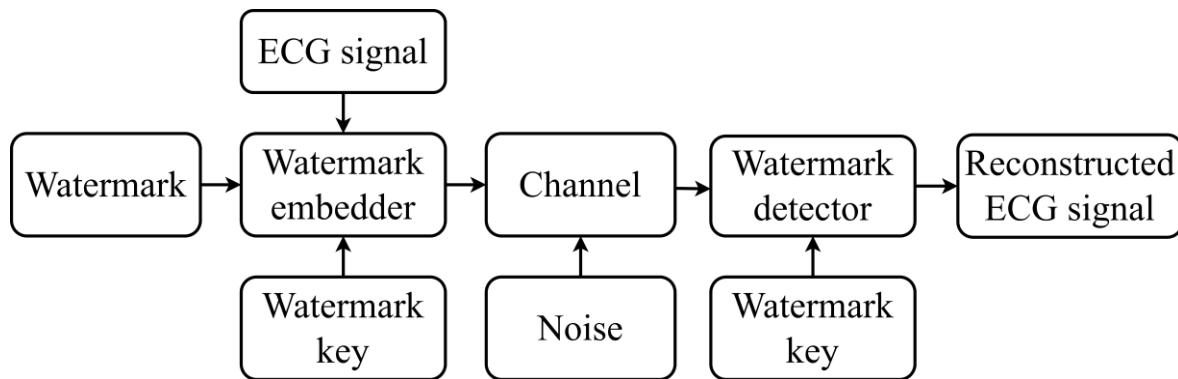 ECG signal
Watermark
Watermark
embedder
Channel
Watermark
detector
Reconstructed
ECG signal
Watermark
key
Noise
Watermark
key